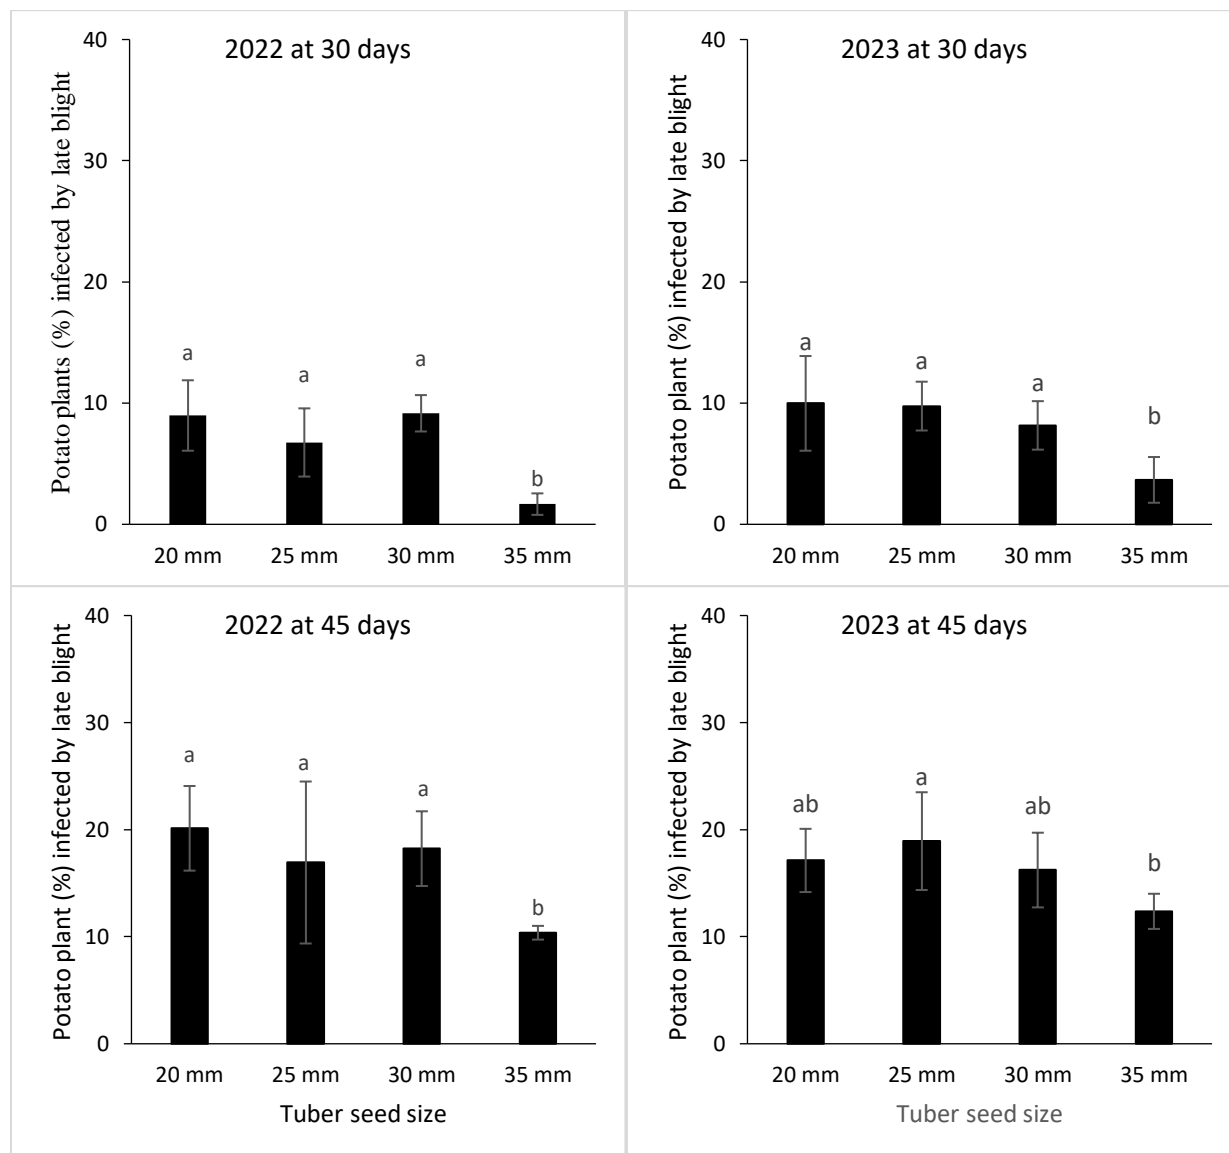 2022 at 30 days
Potato plants (%) infected by late blight
40
30
20
10
0
a
a
a
b
20 mm
25 mm
30 mm
35 mm
2023 at 30 days
Potato plant (%) infected by late blight
40
30
20
10
0
a
a
a
b
20 mm
25 mm
30 mm
35 mm
2022 at 45 days
Potato plant (%) infected by late blight
40
30
20
10
0
a
a
a
b
20 mm
25 mm
30 mm
35 mm
Tuber seed size
2023 at 45 days
Potato plant (%) infected by late blight
40
30
20
10
0
ab
a
ab
b
20 mm
25 mm
30 mm
35 mm
Tuber seed size